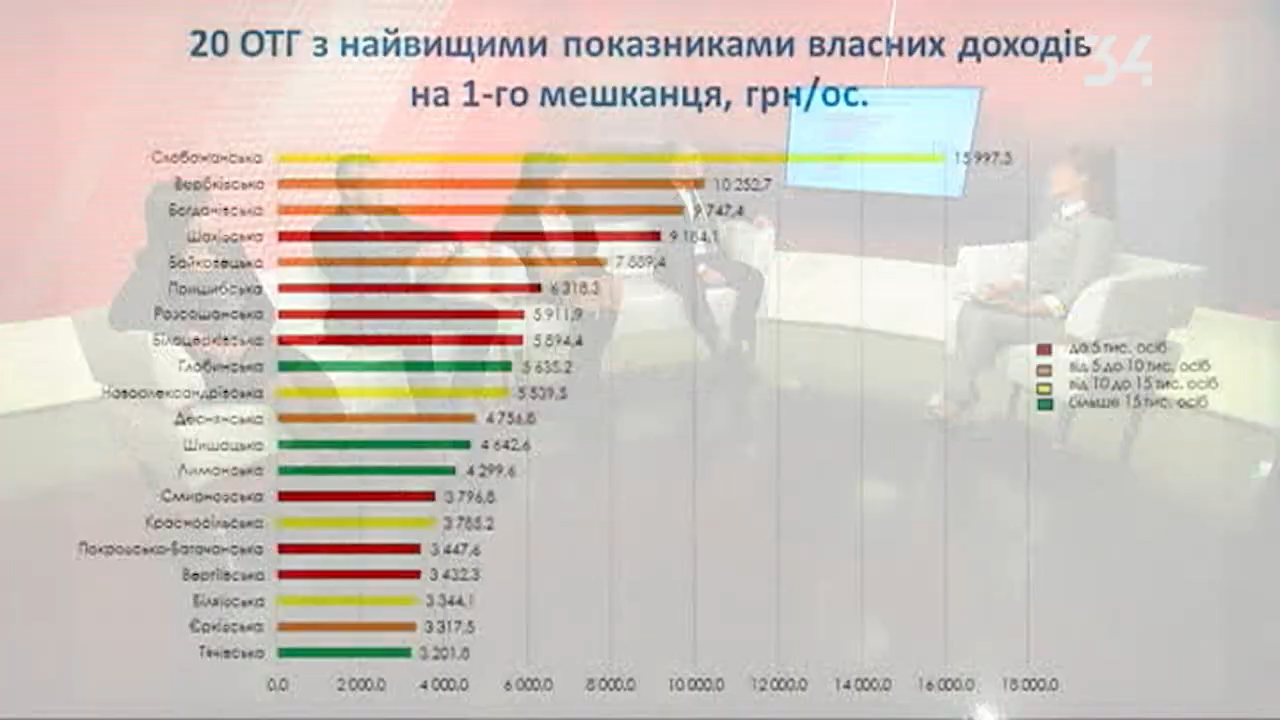 20 ОТГ з найвищими показниками власних доходів
на 1-го мешканця, грн/ос.
34
Слобожанська 15 997,3
Вербківська 10 252,7
Богданівська 9 747,4
Шахівська 9 184,1
Байковецька 7 889,4
Пришибська 6 318,3
Розсошанська 5 911,9
Білоцерківська 5 894,4
Глобинська 5 635,2
Новоолександрівська 5 539,5
Деснянська 4 756,8
Шишацька 4 642,6
Лиманська 4 299,6
Смирновська 3 796,8
Краснопільська 3 785,2
Покровсько-Багачанська 3 447,6
Вертіївська 3 432,3
Біляївська 3 344,1
Єрківська 3 317,5
Тячівська 3 201,8
0,0 2 000,0 4 000,0 6 000,0 8 000,0 10 000,0 12 000,0 14 000,0 16 000,0 18 000,0
до 5 тис. осіб
від 5 до 10 тис. осіб
від 10 до 15 тис. осіб
більше 15 тис. осіб